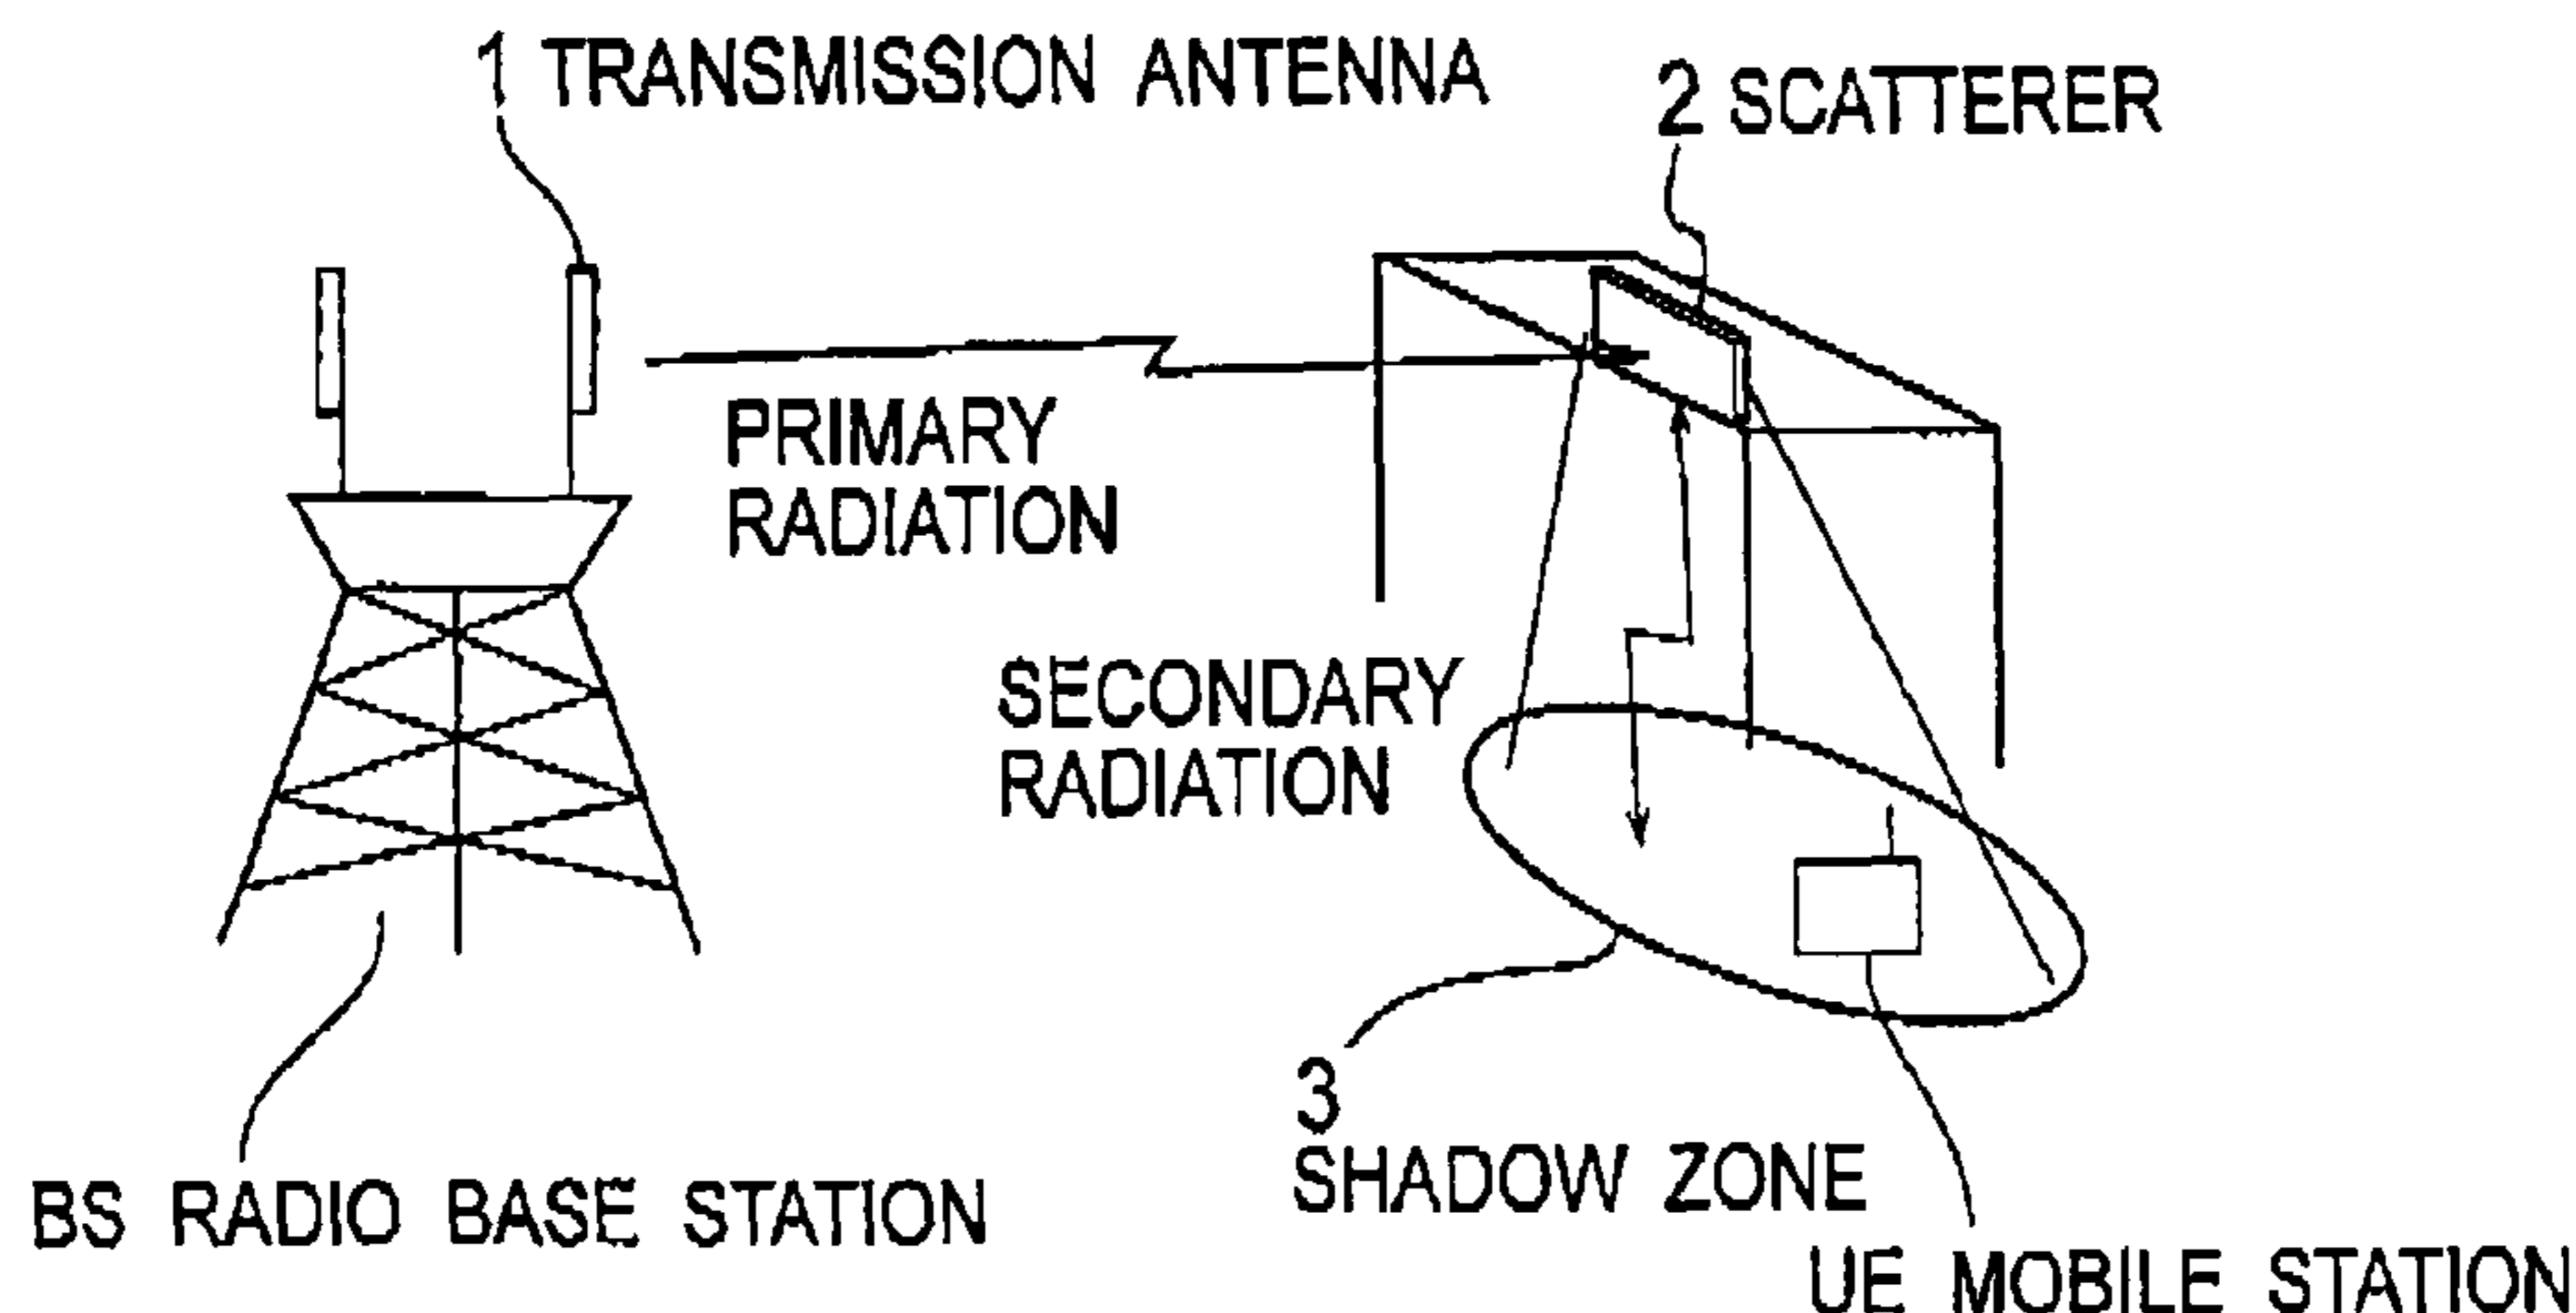 1 TRANSMISSION ANTENNA
2 SCATTERER
PRIMARY
RADIATION
SECONDARY
RADIATION
3
SHADOW ZONE
BS RADIO BASE STATION
UE MOBILE STATION